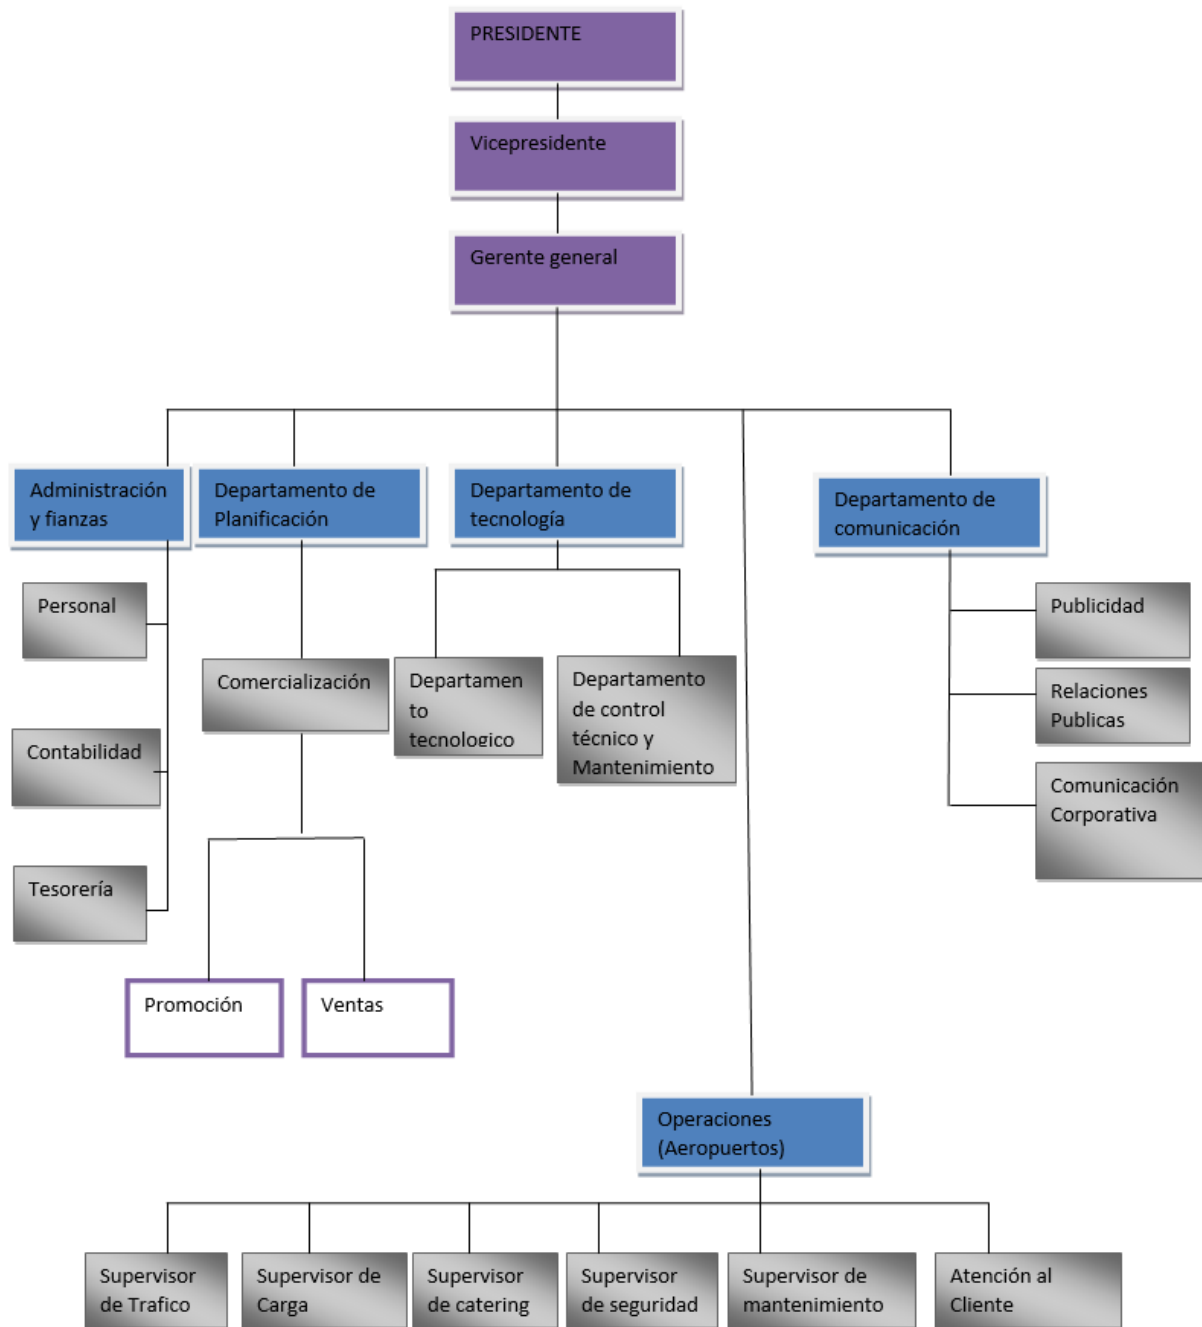 PRESIDENTE
Vicepresidente
Gerente general
Administración
y fianzas
Departamento de
Planificación
Departamento de
tecnología
Departamento de
comunicación
Personal
Contabilidad
Tesorería
Comercialización
Departamen
to
tecnologico
Departamento
de control
técnico y
Mantenimiento
Publicidad
Relaciones
Publicas
Comunicación
Corporativa
Promoción
Ventas
Operaciones
(Aeropuertos)
Supervisor
de Trafico
Supervisor de
Carga
Supervisor
de catering
Supervisor
de seguridad
Supervisor de
mantenimiento
Atención al
Cliente